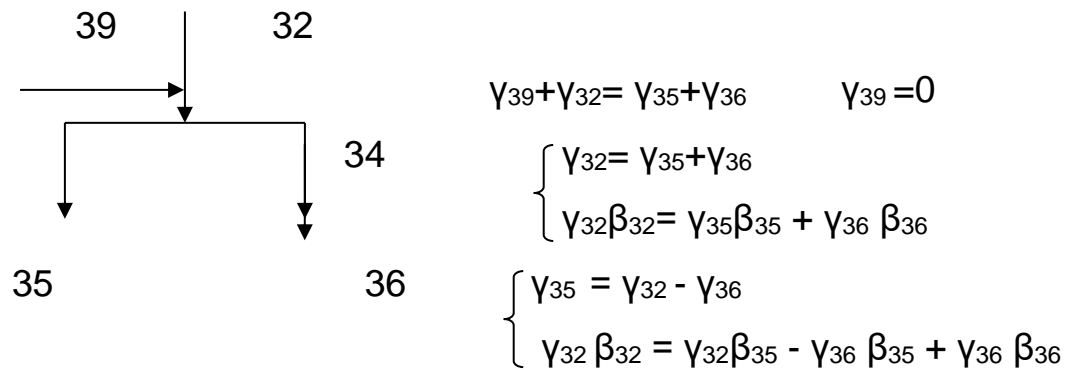 39 32
γ39+γ32= γ35+γ36 γ39 =0
34
γ32= γ35+γ36
γ32β32= γ35β35 + γ36 β36
35 36
γ35 = γ32 - γ36
γ32 β32 = γ32β35 - γ36 β35 + γ36 β36